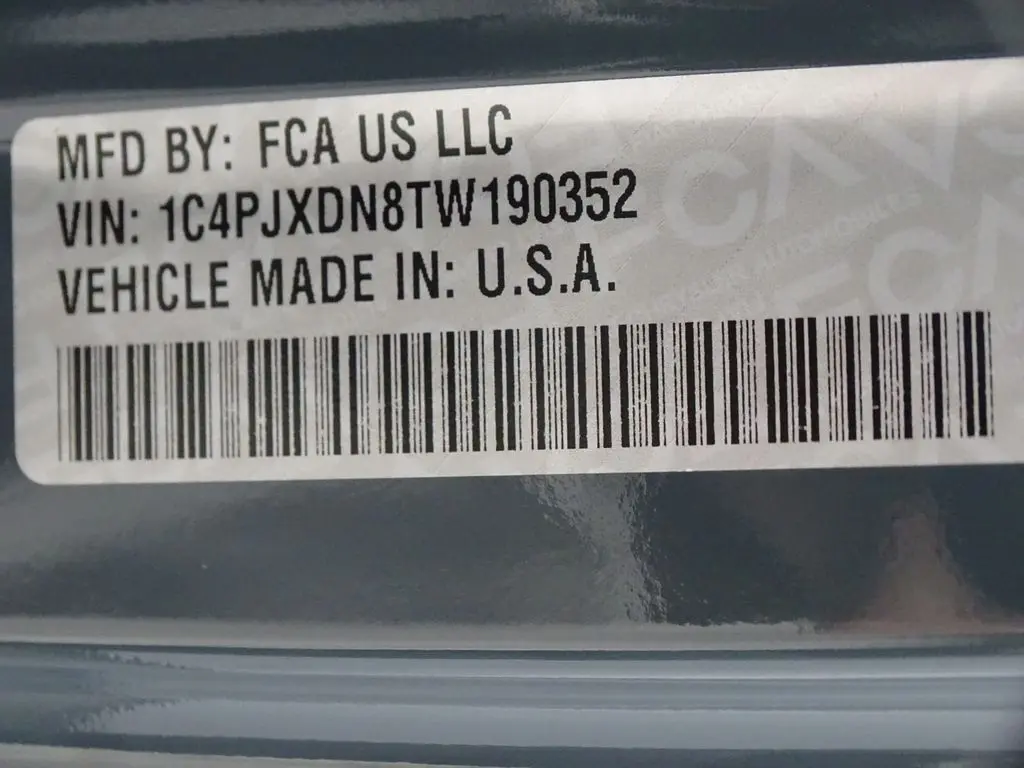 MFD BY: FCA US LLC
VIN: 1C4PJXDN8TW190352
VEHICLE MADE IN: U.S.A.